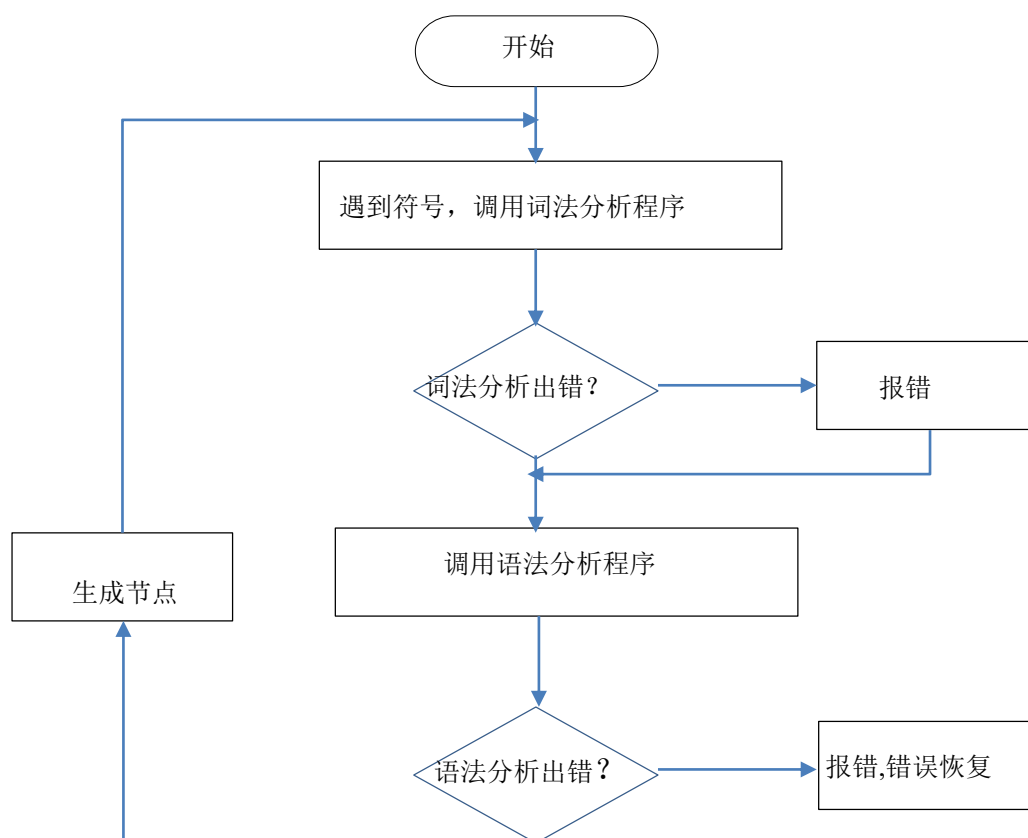 开始
遇到符号，调用词法分析程序
词法分析出错？
报错
调用语法分析程序
生成节点
语法分析出错？
报错,错误恢复